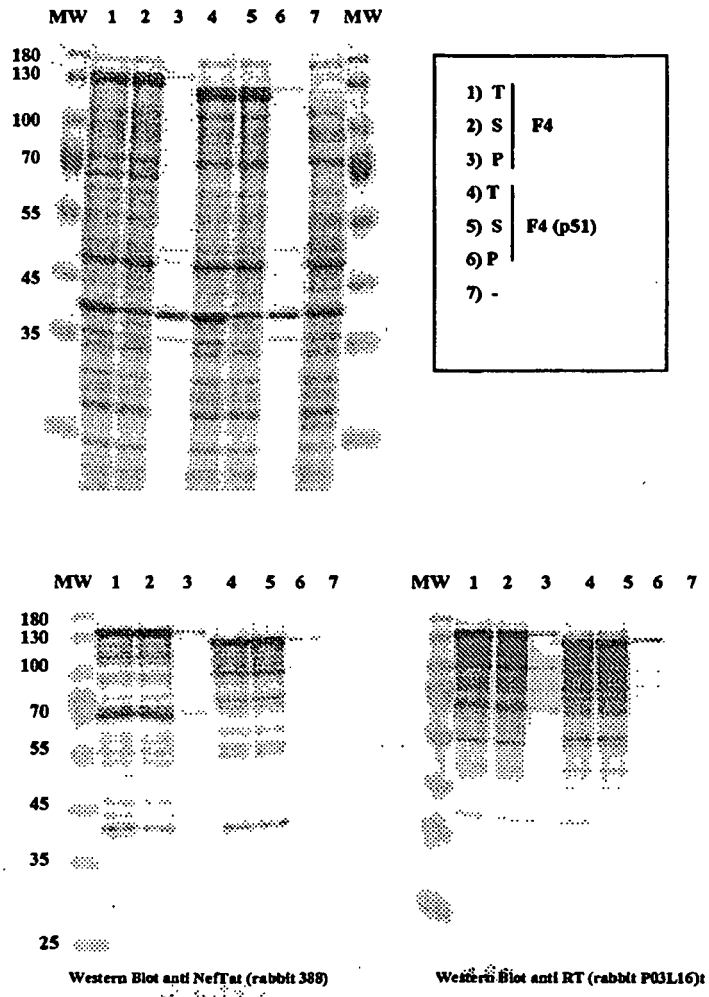 MW 1 2 3 4 5 6 7 MW
180
130
100
70
55
45
35
1) T
2) S F4
3) P
4) T
5) S F4 (p51)
6) P
7) -
MW 1 2 3 4 5 6 7
180
130
100
70
55
45
35
25
Western Blot anti NefTat (rabbit 388)
MW 1 2 3 4 5 6 7
Western Blot anti RT (rabbit P03L16)t